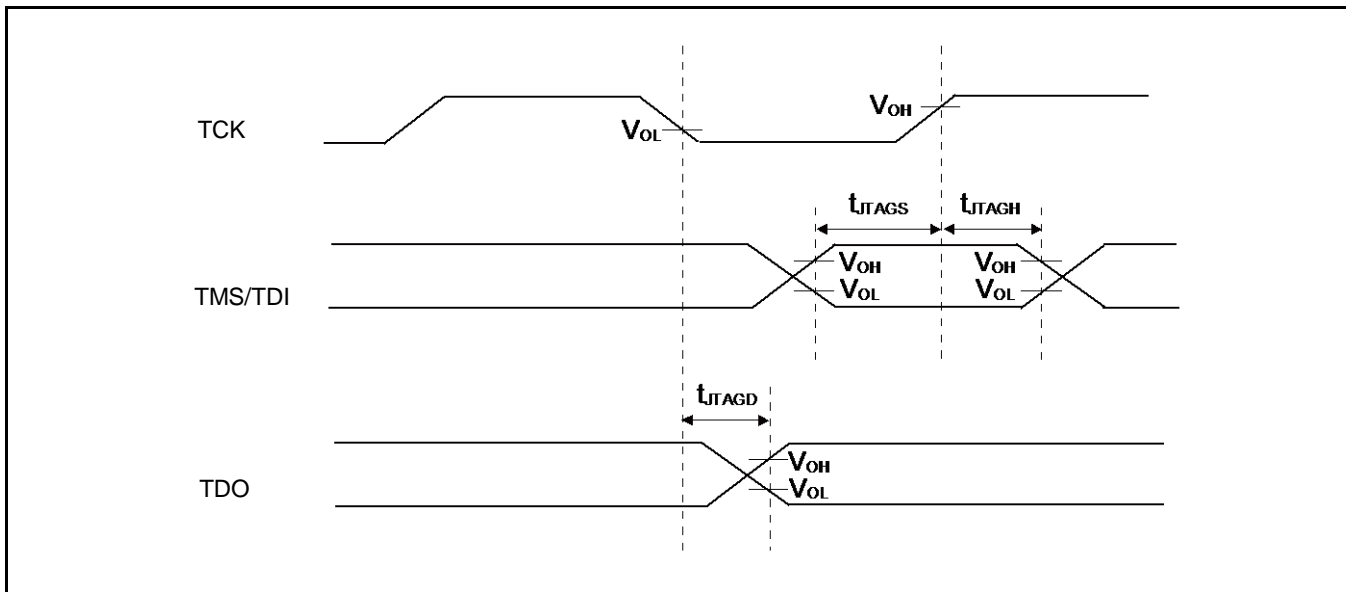 TCK
VOL
VOH
tJTAGS
tJTAGH
TMS/TDI
VOH
VOL
VOH
VOL
tJTAGD
TDO
VOH
VOL